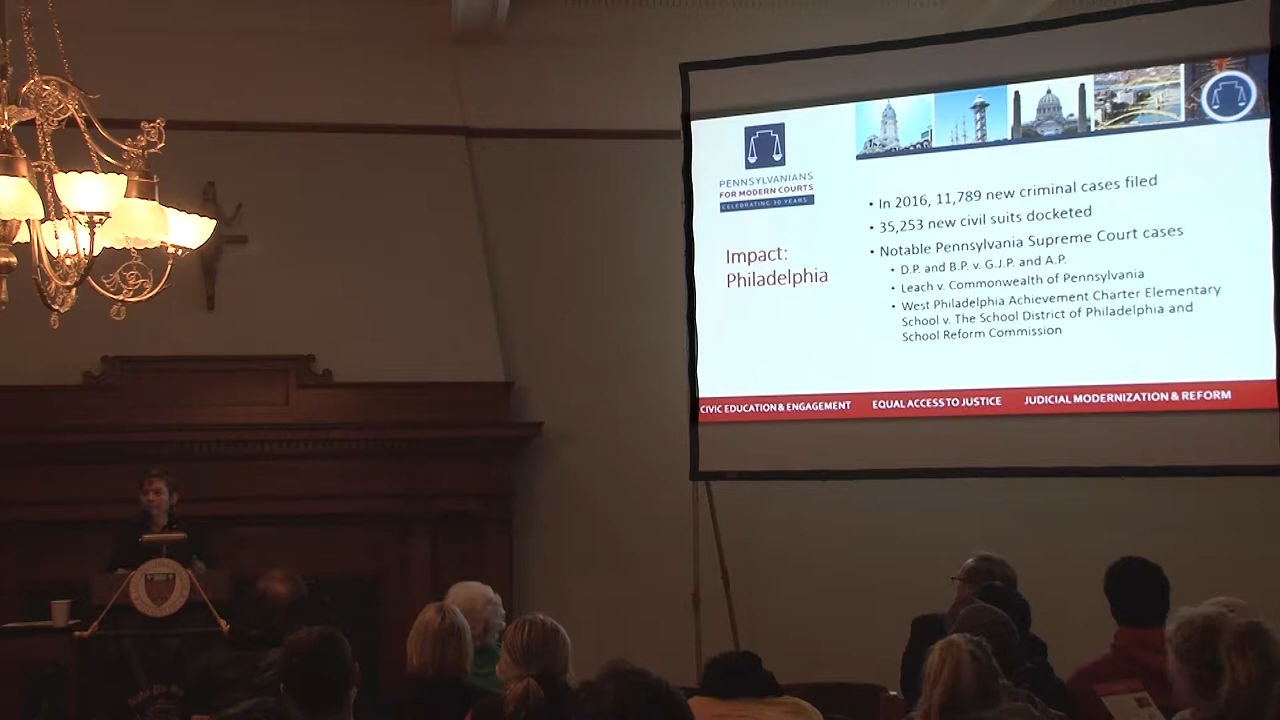 PENNSYLVANIANS
FOR MODERN COURTS
CELEBRATING 30 YEARS
Impact:
Philadelphia
• In 2016, 11,789 new criminal cases filed
• 35,253 new civil suits docketed
• Notable Pennsylvania Supreme Court cases
• D.P. and B.P. v. G.J.P. and A.P.
• Leach v. Commonwealth of Pennsylvania
• West Philadelphia Achievement Charter Elementary
School v. The School District of Philadelphia and
School Reform Commission
CIVIC EDUCATION & ENGAGEMENT EQUAL ACCESS TO JUSTICE JUDICIAL MODERNIZATION & REFORM